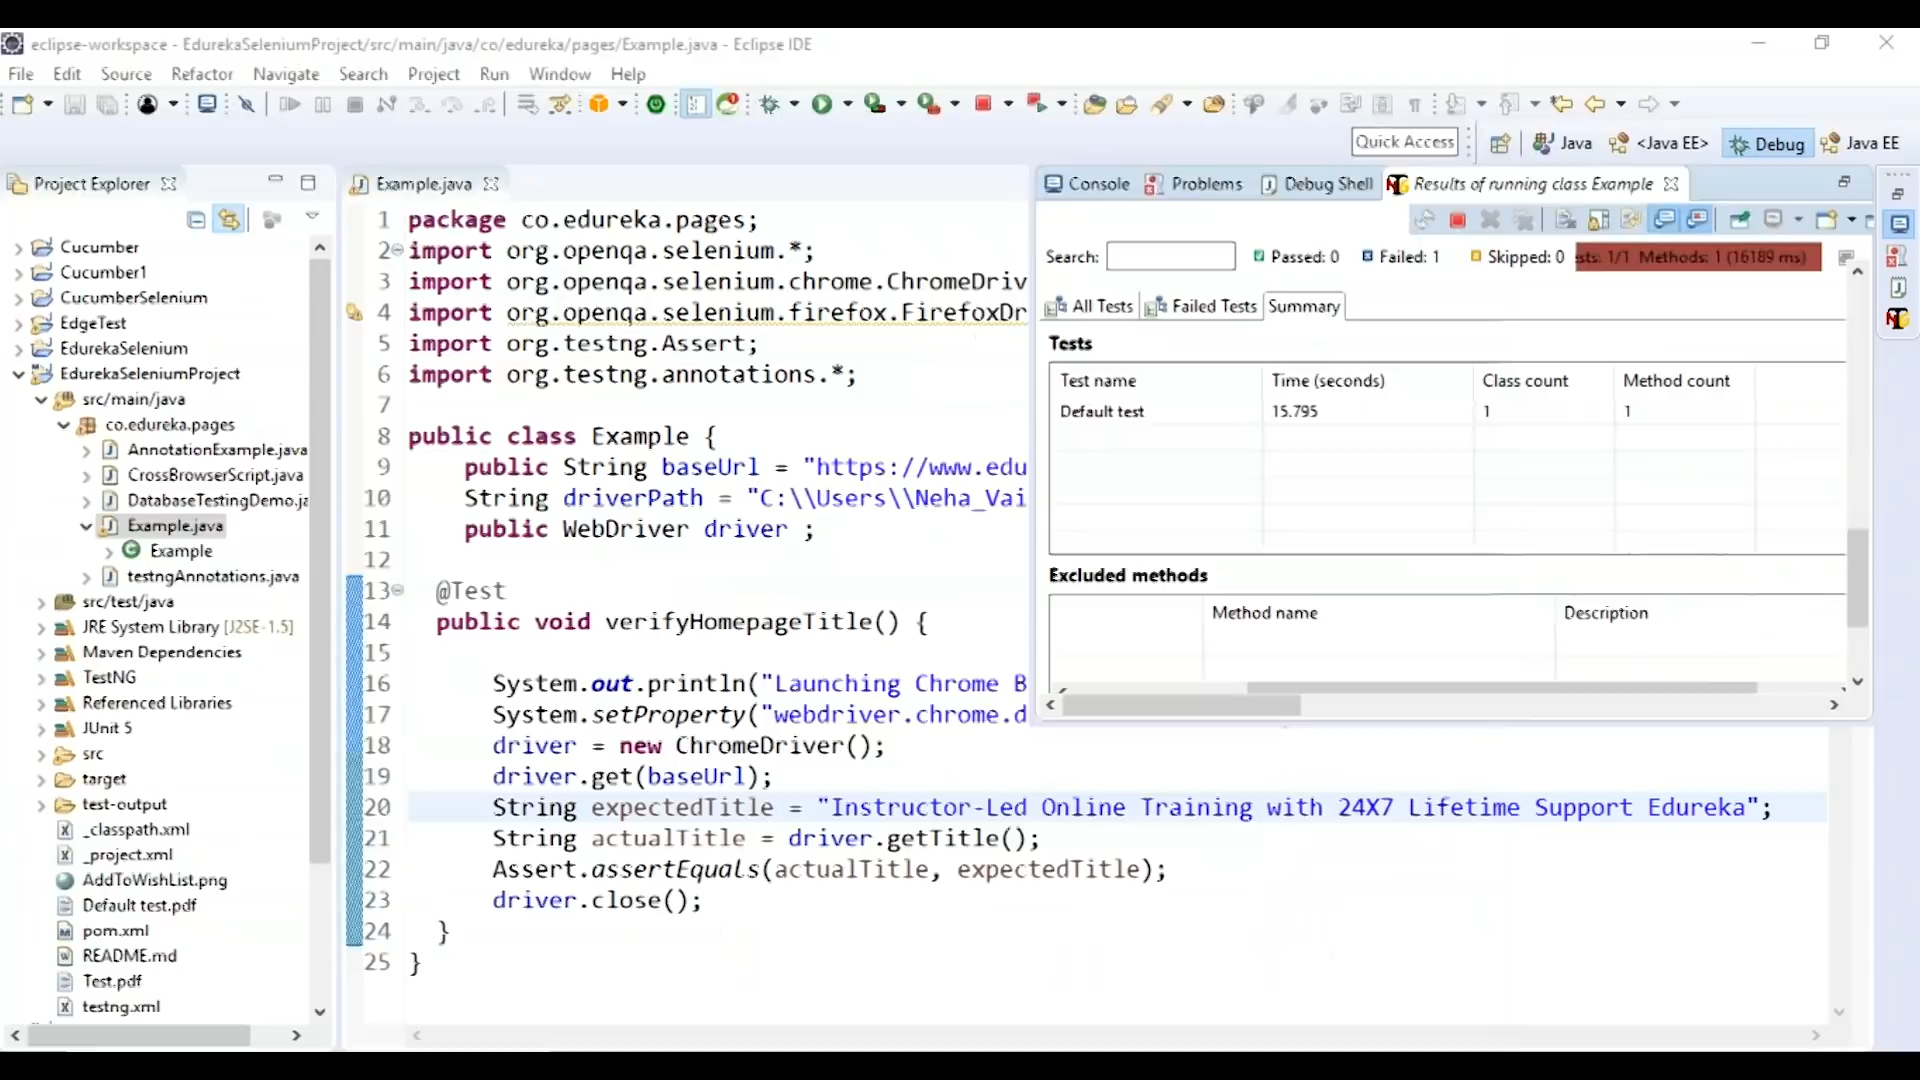 eclipse-workspace - EdurekaSeleniumProject/src/main/java/co/edureka/pages/Example.java - Eclipse IDE
File Edit Source Refactor Navigate Search Project Run Window Help
Quick Access Java <Java EE> Debug Java EE
Project Explorer
Cucumber
Cucumber1
CucumberSelenium
EdgeTest
EdurekaSelenium
EdurekaSeleniumProject
src/main/java
co.edureka.pages
AnnotationExample.java
CrossBrowserScript.java
DatabaseTestingDemo.ja
Example.java
Example
testngAnnotations.java
src/test/java
JRE System Library [J2SE-1.5]
Maven Dependencies
TestNG
Referenced Libraries
JUnit 5
src
target
test-output
_classpath.xml
_project.xml
AddToWishList.png
Default test.pdf
pom.xml
README.md
Test.pdf
testng.xml
Example.java
1 package co.edureka.pages;
2 import org.openqa.selenium.*;
3 import org.openqa.selenium.chrome.ChromeDriv
4 import org.openqa.selenium.firefox.FirefoxDr
5 import org.testng.Assert;
6 import org.testng.annotations.*;
7
8 public class Example {
9 public String baseUrl = "https://www.edu
10 String driverPath = "C:\\Users\\Neha_Vai
11 public WebDriver driver ;
12
13 @Test
14 public void verifyHomepageTitle() {
15
16 System.out.println("Launching Chrome B
17 System.setProperty("webdriver.chrome.d
18 driver = new ChromeDriver();
19 driver.get(baseUrl);
20 String expectedTitle = "Instructor-Led Online Training with 24X7 Lifetime Support Edureka";
21 String actualTitle = driver.getTitle();
22 Assert.assertEquals(actualTitle, expectedTitle);
23 driver.close();
24 }
25 }
Console Problems Debug Shell Results of running class Example
Search: Passed: 0 Failed: 1 Skipped: 0 sts: 1/1 Methods: 1 (16189 ms)
All Tests Failed Tests Summary
Tests
Test name Time (seconds) Class count Method count
Default test 15.795 1 1
Excluded methods
Method name Description